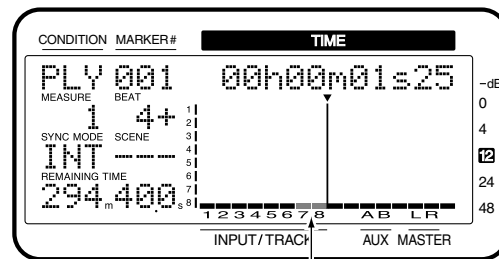 CONDITION MARKER# TIME
PLY 001 00h00m01s25
MEASURE BEAT
1 4+
SYNC MODE SCENE
INT ---
REMAINING TIME
294m40.0s
1
2
3
4
5
6
7
8
-dB
0
4
12
24
48
1 2 3 4 5 6 7 8 A B L R
INPUT/TRACK AUX MASTER